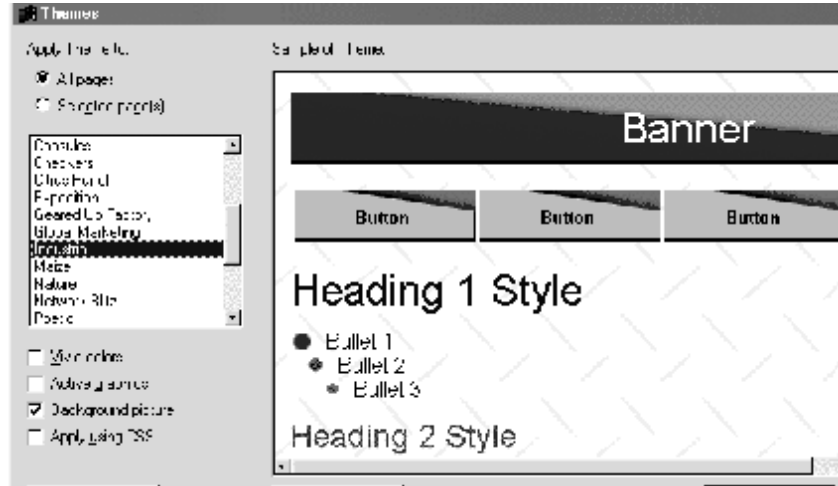 Themes
Apply Theme to:
Sample of Theme:
All pages
Selected page(s)
Banner
Capsules
Checkers
Citrus Punch
Expedition
Geared Up Factory
Global Marketing
Industrial
Maize
Nature
Network Blitz
Poetic
Button
Button
Button
Heading 1 Style
Bullet 1
Bullet 2
Bullet 3
Vivid colors
Active graphics
Background picture
Apply using CSS
Heading 2 Style